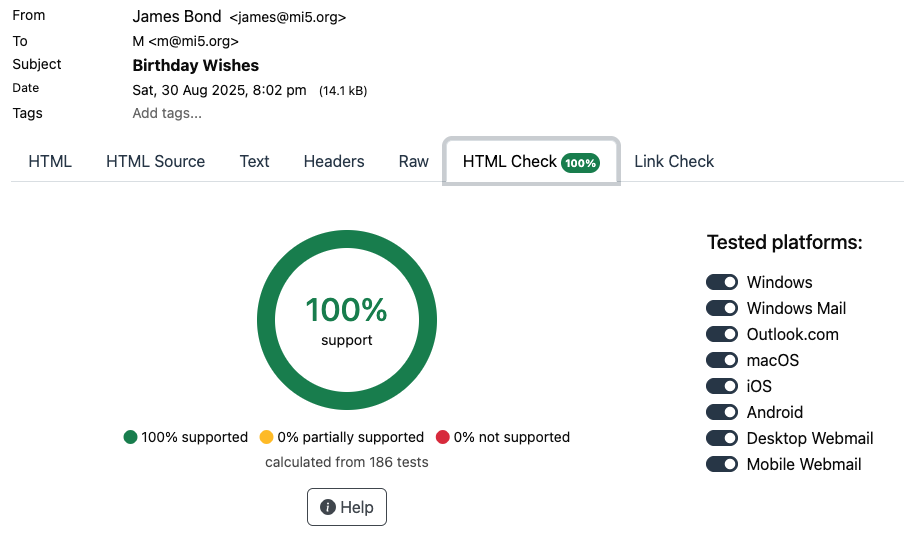 From James Bond <james@mi5.org>
To M <m@mi5.org>
Subject Birthday Wishes
Date Sat, 30 Aug 2025, 8:02 pm (14.1 kB)
Tags Add tags...
HTML HTML Source Text Headers Raw HTML Check 100% Link Check
100%
support
100% supported 0% partially supported 0% not supported
calculated from 186 tests
Help
Tested platforms:
Windows
Windows Mail
Outlook.com
macOS
iOS
Android
Desktop Webmail
Mobile Webmail